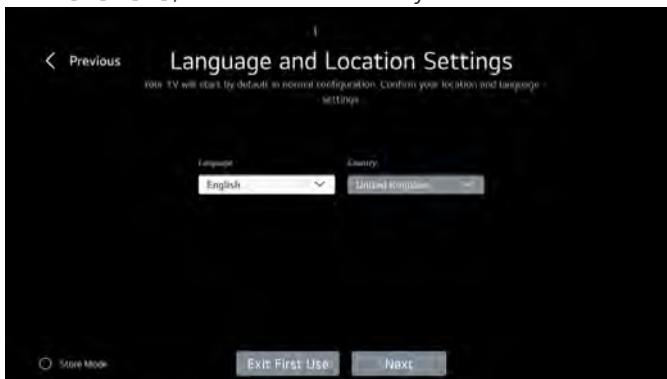 1
Previous
Language and Location Settings
Your TV will start by default in normal configuration. Confirm your location and language
settings
Language
Country
English
United Kingdom
Store Mode
Exit First Use
Next